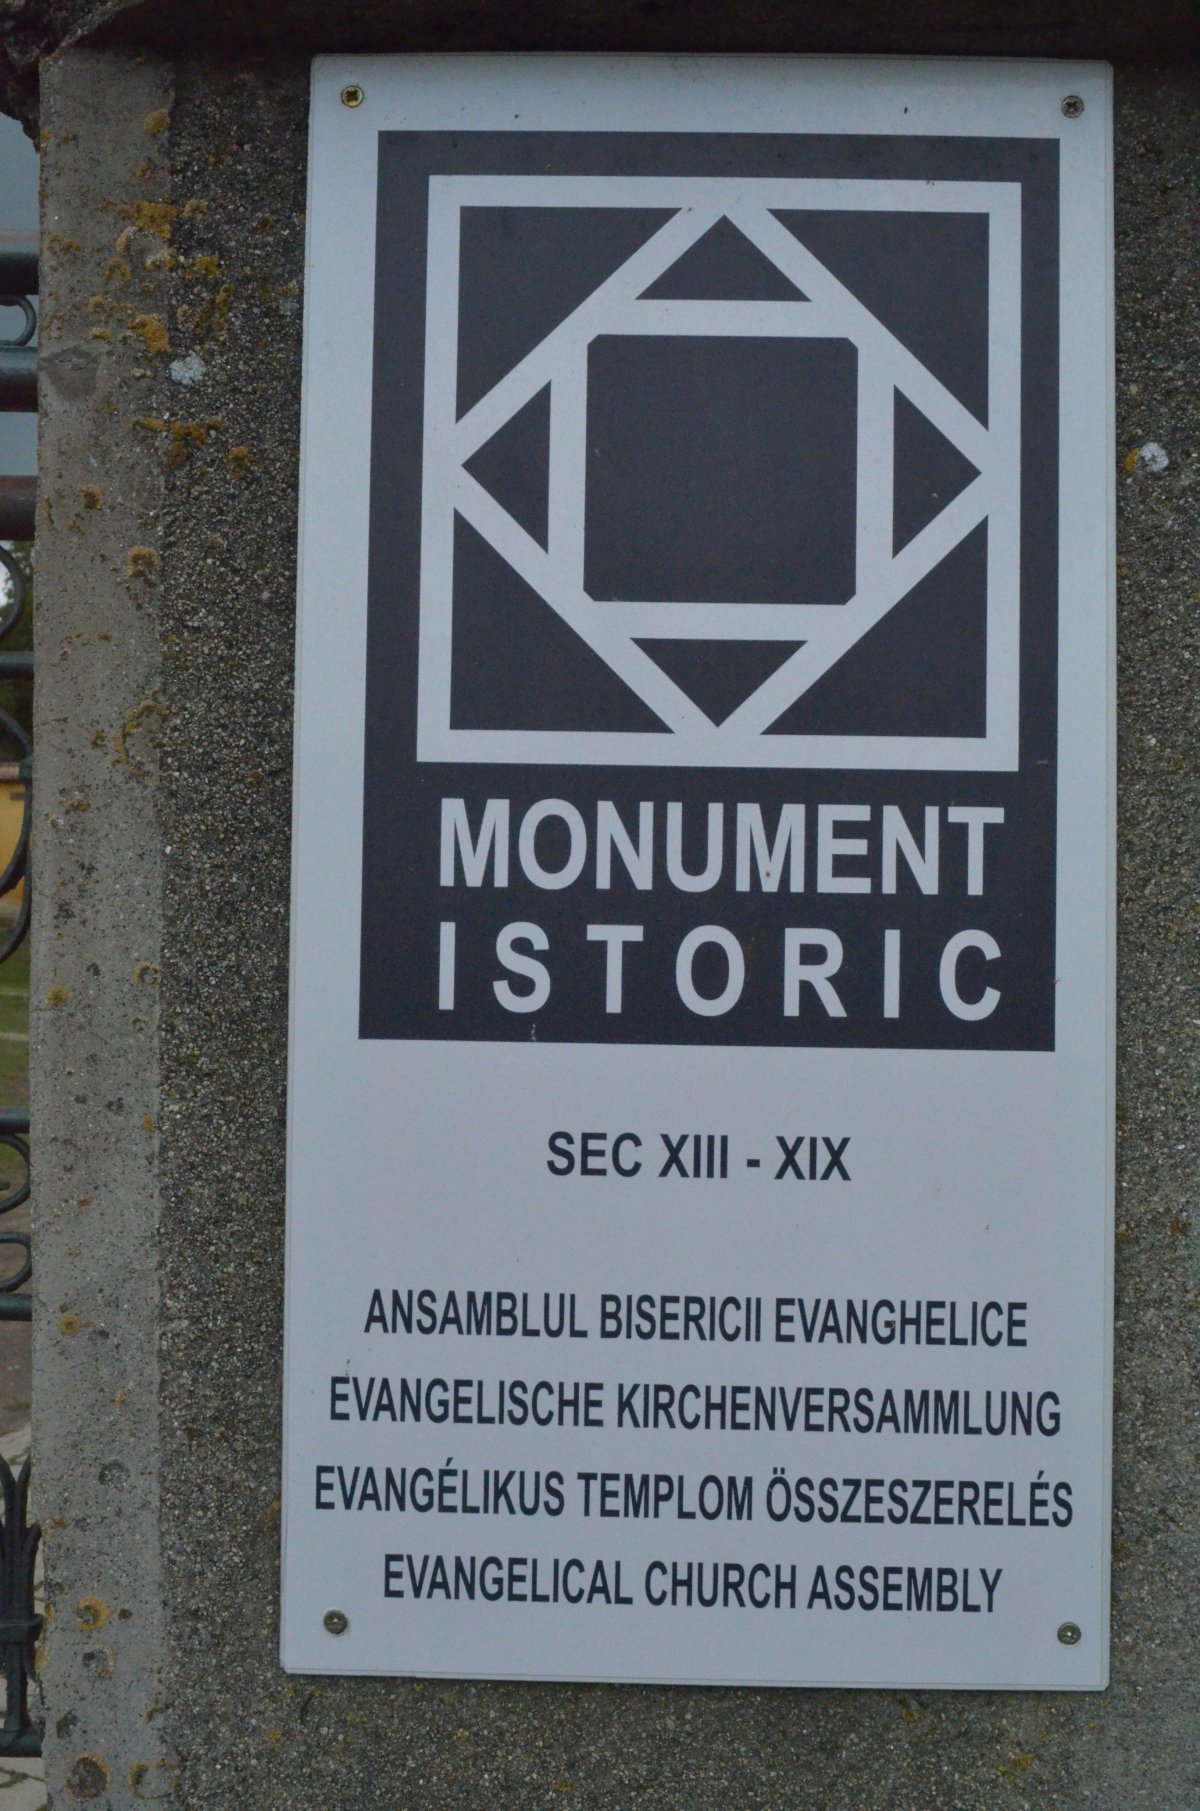 MONUMENT
ISTORIC
SEC XIII - XIX
ANSAMBLUL BISERICII EVANGHELICE
EVANGELISCHE KIRCHENVERSAMMLUNG
EVANGÉLIKUS TEMPLOM ÖSSZESZERELÉS
EVANGELICAL CHURCH ASSEMBLY